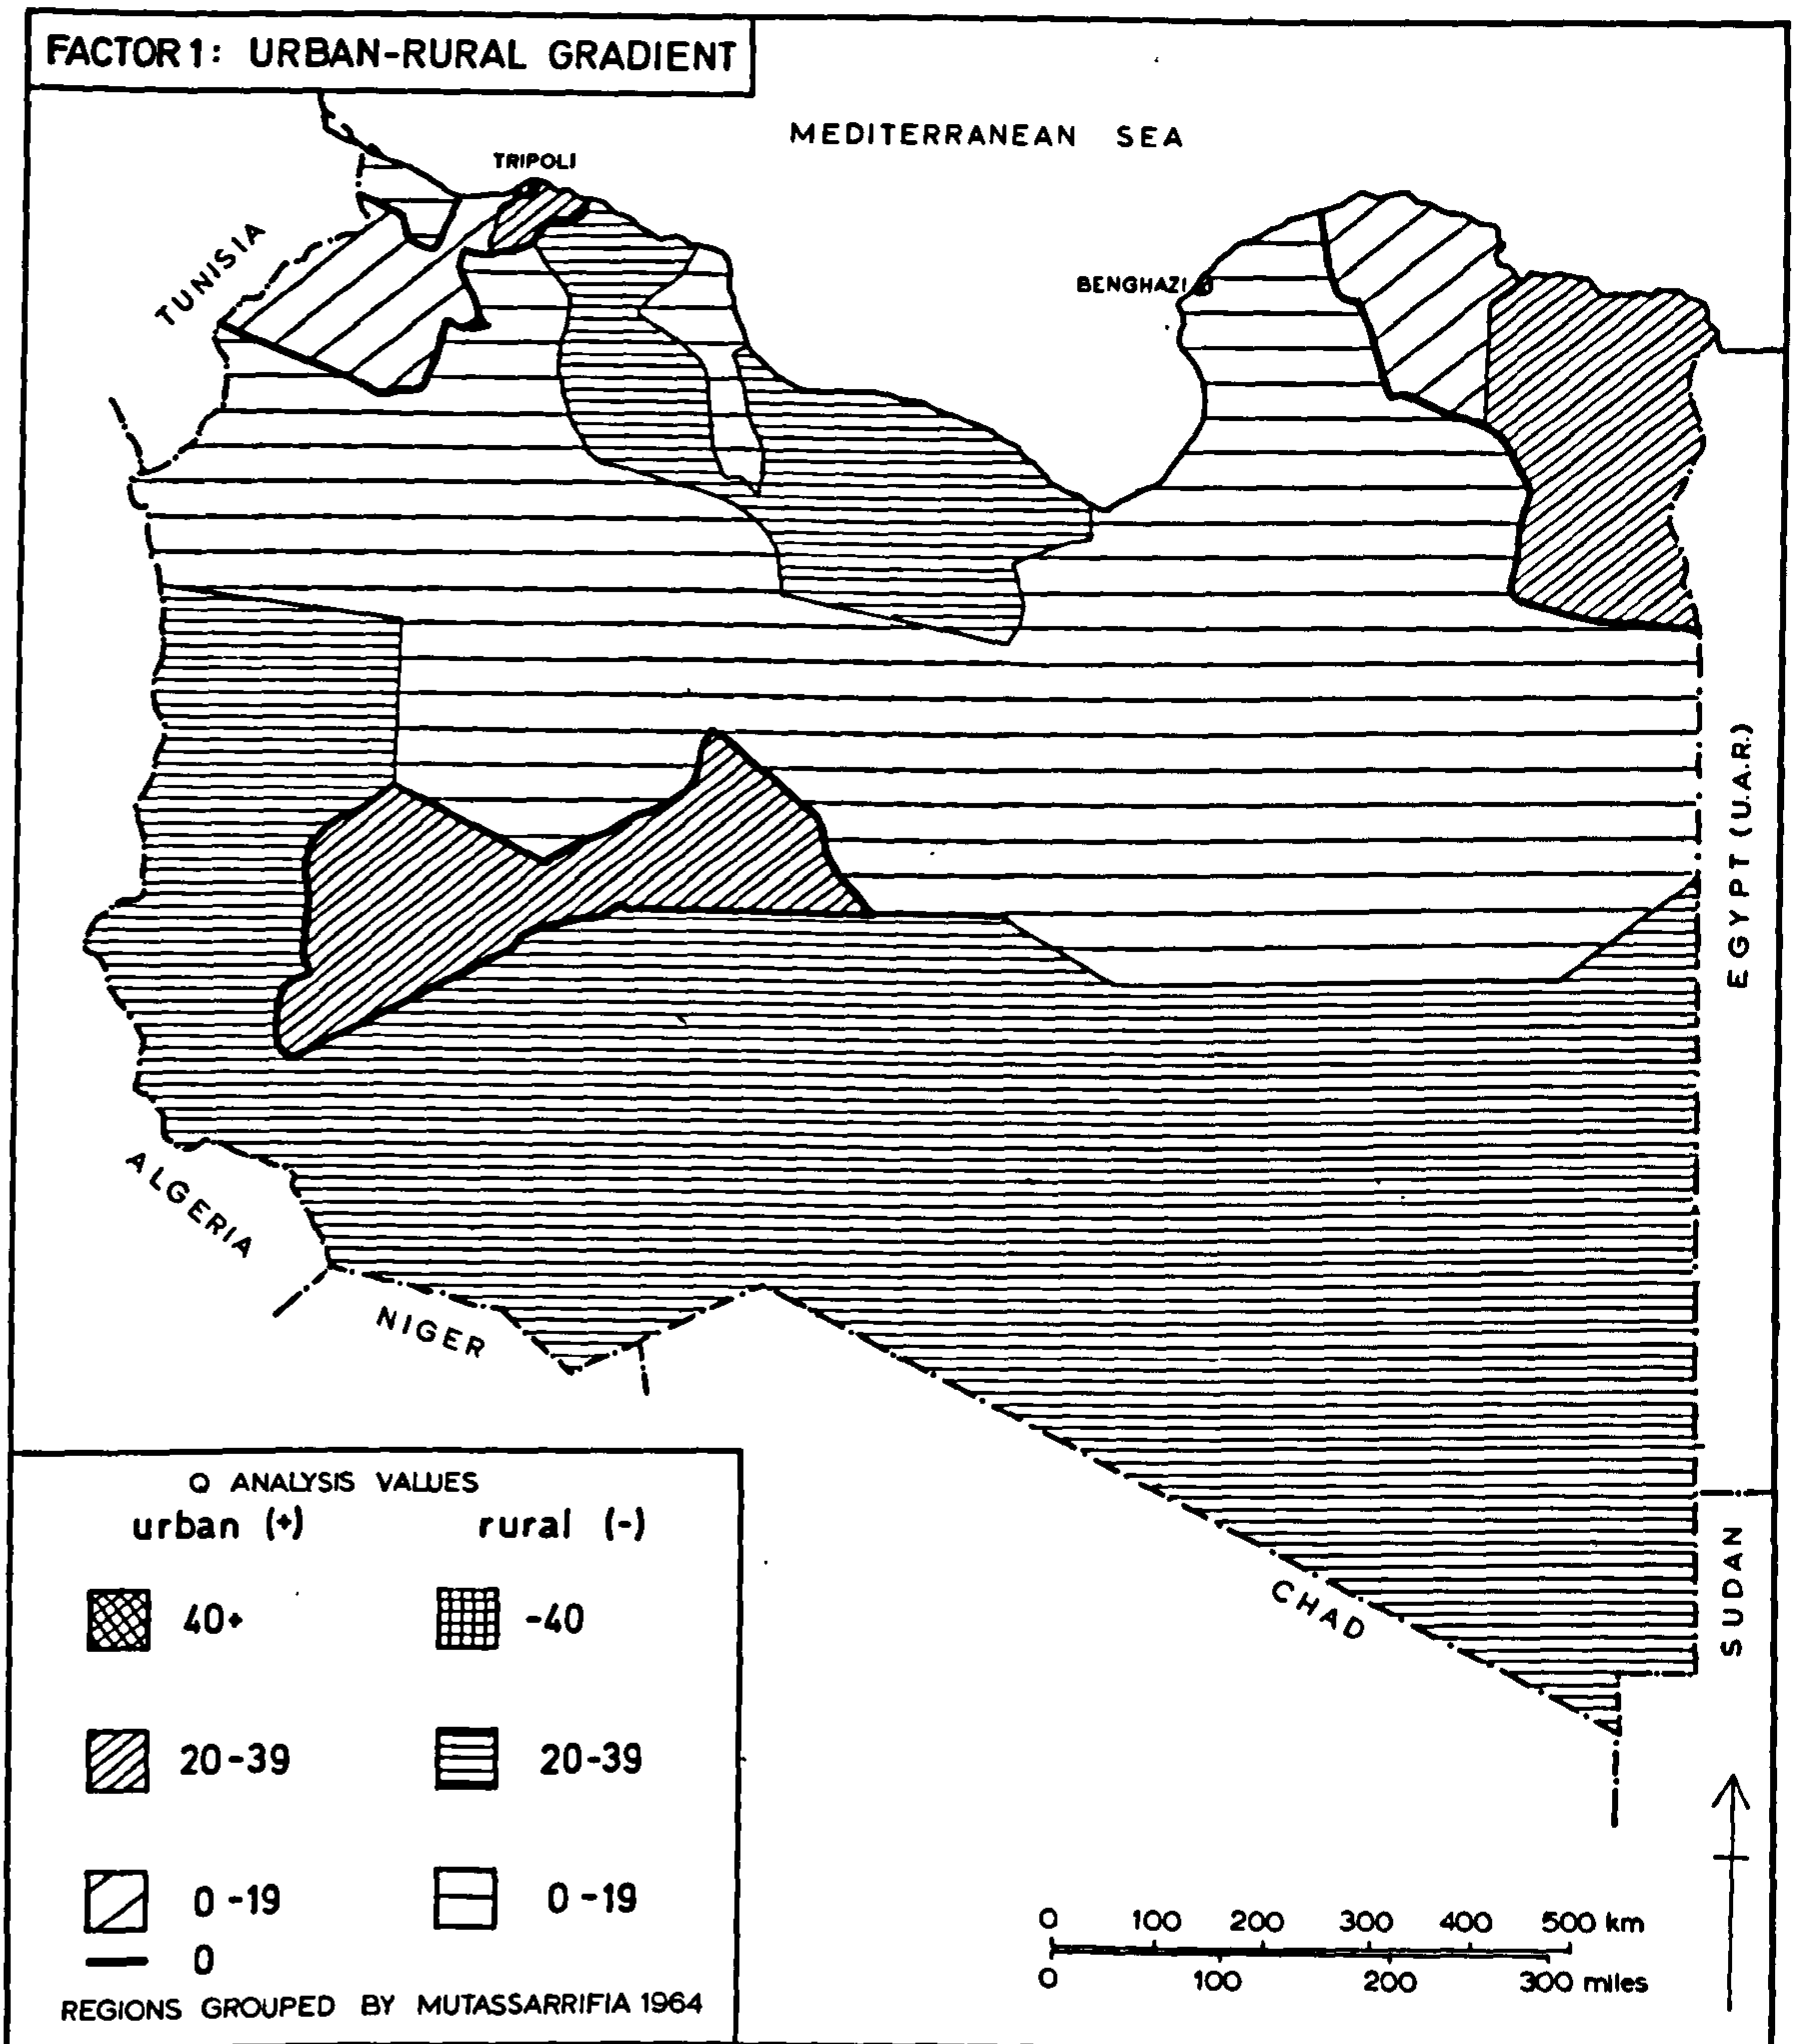 FACTOR 1: URBAN-RURAL GRADIENT
MEDITERRANEAN SEA
TRIPOLI
TUNISIA
BENGHAZI
EGYPT (U.A.R.)
ALGERIA
NIGER
CHAD
SUDAN
Q ANALYSIS VALUES
urban (+) rural (-)
40+ -40
20-39 20-39
0-19 0-19
0
REGIONS GROUPED BY MUTASSARRIFIA 1964
0 100 200 300 400 500 km
0 100 200 300 miles